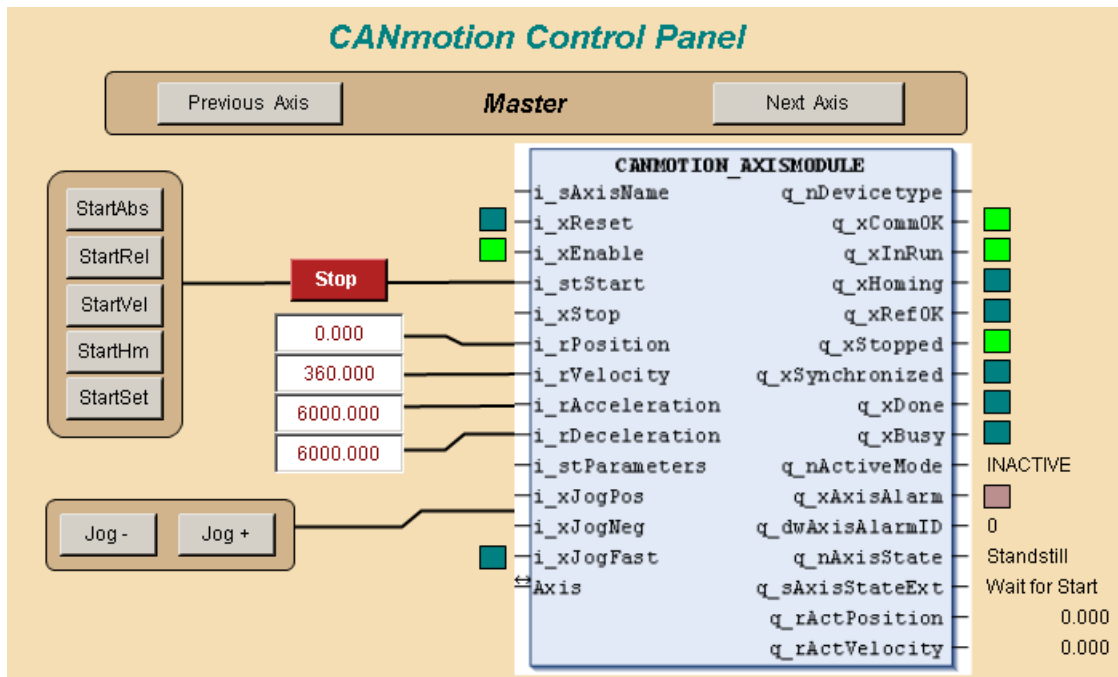 CANmotion Control Panel
Previous Axis
Master
Next Axis
StartAbs
StartRel
StartVel
StartHm
StartSet
Stop
0.000
360.000
6000.000
6000.000
Jog -
Jog +
CANMOTION_AXISMODULE
i_sAxisName q_nDevicetype
i_xReset q_xCommOK
i_xEnable q_xInRun
i_stStart q_xHoming
i_xStop q_xRefOK
i_rPosition q_xStopped
i_rVelocity q_xSynchronized
i_rAcceleration q_xDone
i_rDeceleration q_xBusy
i_stParameters q_nActiveMode INACTIVE
i_xJogPos q_xAxisAlarm
i_xJogNeg q_dwAxisAlarmID 0
i_xJogFast q_nAxisState Standstill
Axis q_sAxisStateExt Wait for Start
q_rActPosition 0.000
q_rActVelocity 0.000